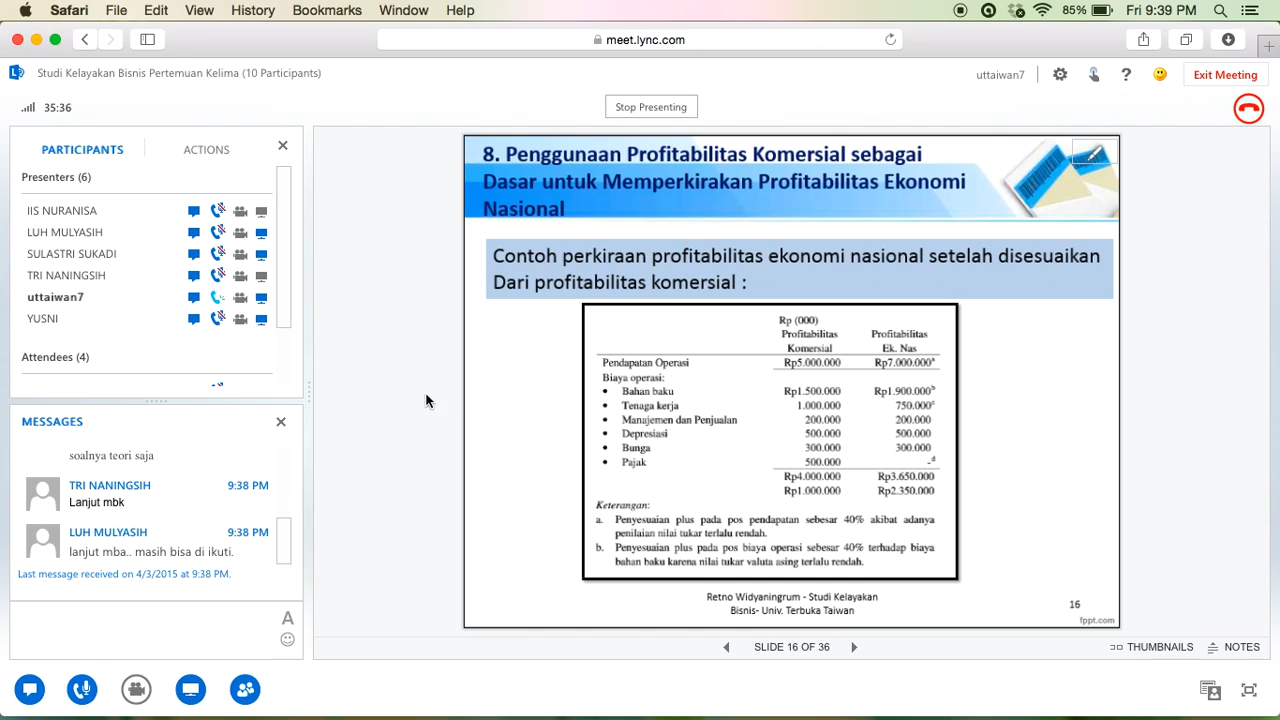 Safari File Edit View History Bookmarks Window Help 85% Fri 9:39 PM
meet.lync.com
Studi Kelayakan Bisnis Pertemuan Kelima (10 Participants)
uttaiwan7 ? Exit Meeting
35:36
Stop Presenting
PARTICIPANTS ACTIONS
Presenters (6)
IIS NURANISA
LUH MULYASIH
SULASTRI SUKADI
TRI NANINGSIH
uttaiwan7
YUSNI
Attendees (4)
MESSAGES
soalnya teori saja
TRI NANINGSIH 9:38 PM
Lanjut mbk
LUH MULYASIH 9:38 PM
lanjut mba.. masih bisa di ikuti.
Last message received on 4/3/2015 at 9:38 PM.
A
8. Penggunaan Profitabilitas Komersial sebagai
Dasar untuk Memperkirakan Profitabilitas Ekonomi
Nasional
Contoh perkiraan profitabilitas ekonomi nasional setelah disesuaikan
Dari profitabilitas komersial :
Rp (000)
Profitabilitas Profitabilitas
Komersial Ek. Nas
Pendapatan Operasi Rp5.000.000 Rp7.000.000ᵃ
Biaya operasi:
• Bahan baku Rp1.500.000 Rp1.900.000ᵇ
• Tenaga kerja 1.000.000 750.000ᶜ
• Manajemen dan Penjualan 200.000 200.000
• Depresiasi 500.000 500.000
• Bunga 300.000 300.000
• Pajak 500.000 -ᵈ
Rp4.000.000 Rp3.650.000
Rp1.000.000 Rp2.350.000
Keterangan:
a. Penyesuaian plus pada pos pendapatan sebesar 40% akibat adanya
penilaian nilai tukar terlalu rendah.
b. Penyesuaian plus pada pos biaya operasi sebesar 40% terhadap biaya
bahan baku karena nilai tukar valuta asing terlalu rendah.
Retno Widyaningrum - Studi Kelayakan
Bisnis- Univ. Terbuka Taiwan
16
fppt.com
SLIDE 16 OF 36 THUMBNAILS NOTES